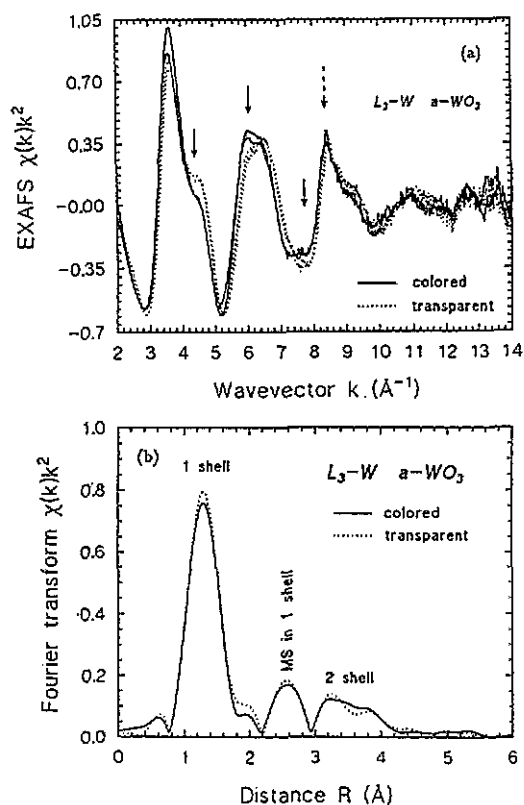 1.05
0.70
0.35
-0.00
-0.35
-0.7
EXAFS χ(k)k²
(a)
L₃-W a-WO₃
colored
transparent
2 3 4 5 6 7 8 9 10 11 12 13 14
Wavevector k.(Å⁻¹)
1.0
0.8
0.6
0.4
0.2
0.0
Fourier transform χ(k)k²
(b)
1 shell
L₃-W a-WO₃
colored
transparent
MS in 1 shell
2 shell
0 1 2 3 4 5 6
Distance R (Å)